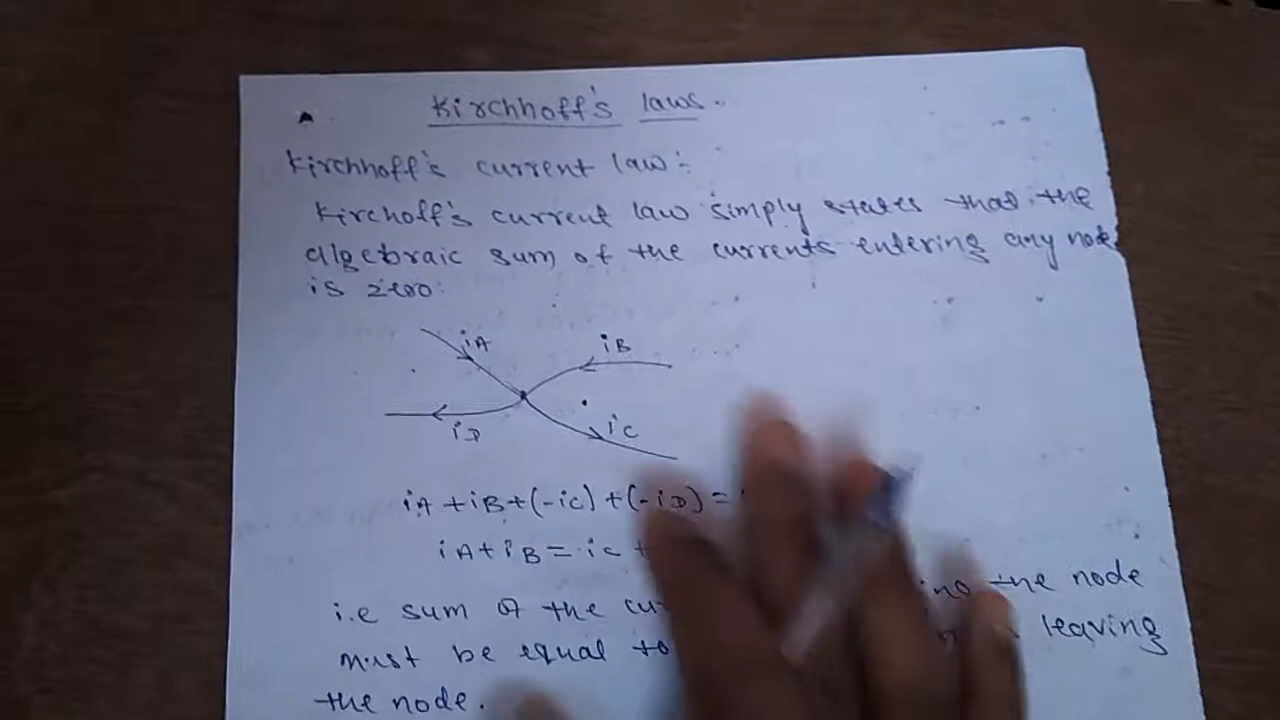 Kirchhoff's laws..
Kirchhoff's current law :
Kirchoff's current law simply states that the
algebraic sum of the currents entering any node
is zero.
iA
iB
iD
iC
iA + iB + (-iC) + (-iD) =
iA + iB = iC +
i.e sum of the the node
must be equal to leaving
the node.